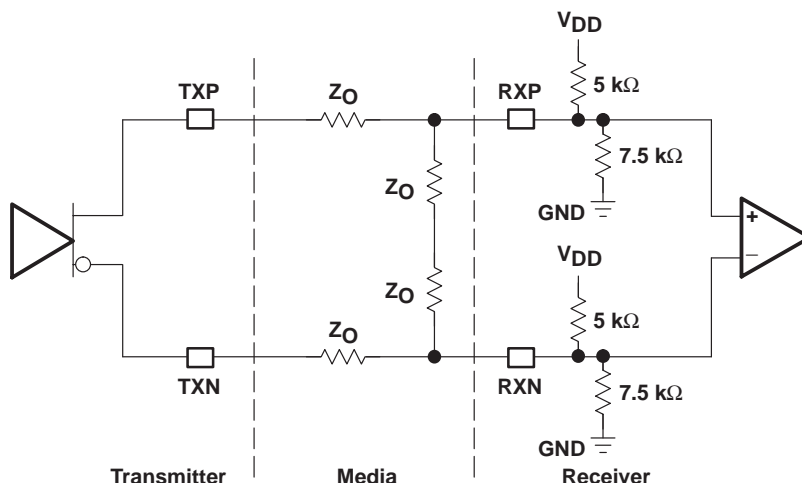 VDD
5 kΩ
TXP
ZO
RXP
7.5 kΩ
GND
ZO
+
−
VDD
ZO
5 kΩ
ZO
TXN
RXN
7.5 kΩ
GND
Transmitter
Media
Receiver